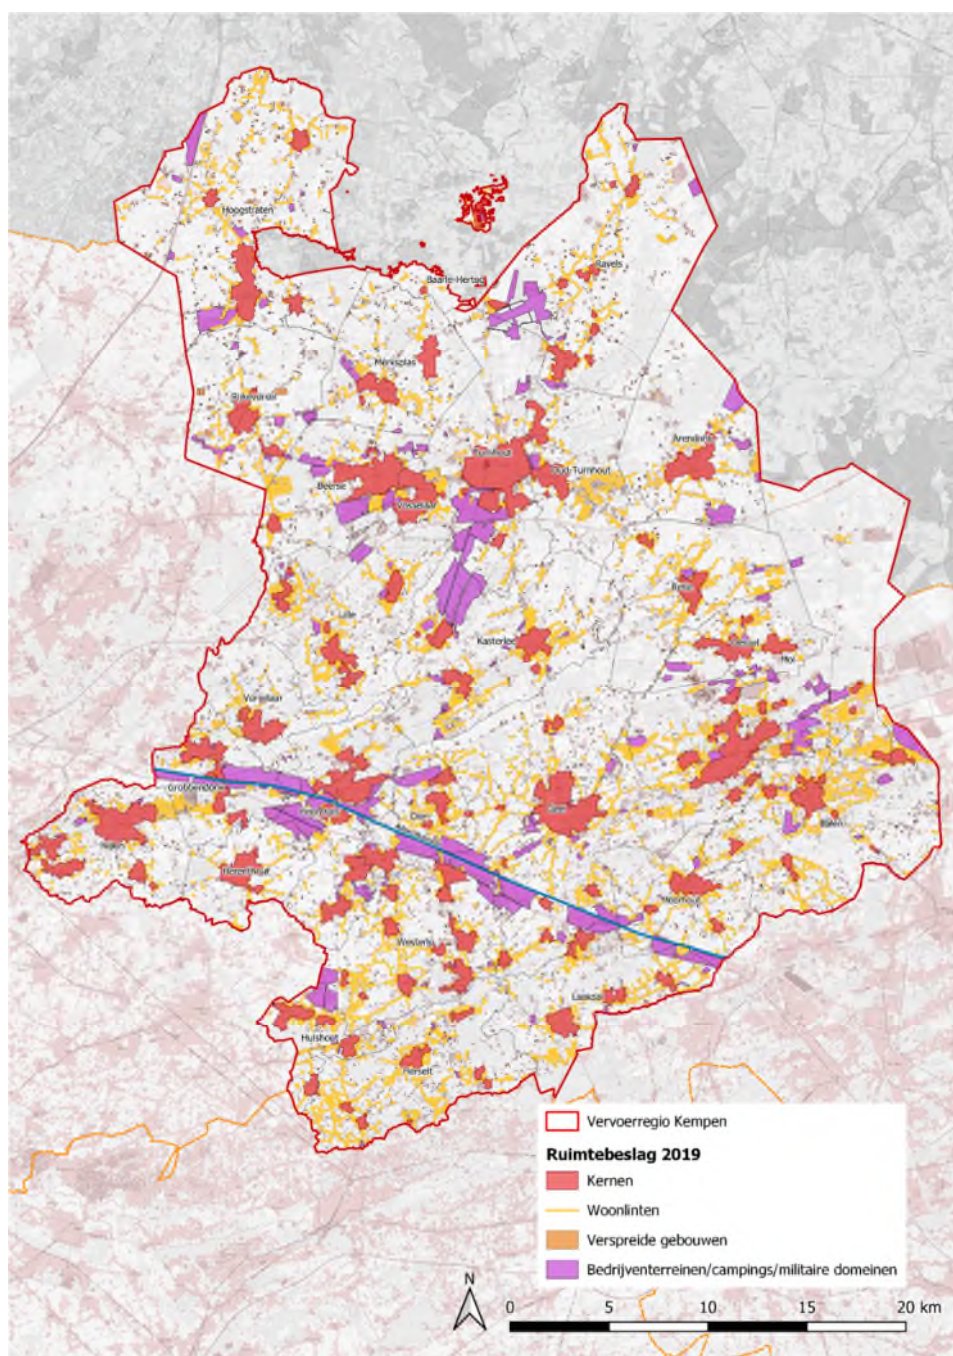 Hoogstraten
Ravels
Baarle-Hertog
Merksplas
Rijkevorsel
Turnhout
Arendonk
Oud-Turnhout
Beerse
Vosselaar
Retie
Lille
Kasterlee
Dessel
Mol
Vorselaar
Grobbendonk
Herentals
Olen
Geel
Balen
Nijlen
Herenthout
Meerhout
Westerlo
Laakdal
Hulshout
Herselt
Vervoerregio Kempen
Ruimtebeslag 2019
Kernen
Woonlinten
Verspreide gebouwen
Bedrijventerreinen/campings/militaire domeinen
N
0 5 10 15 20 km